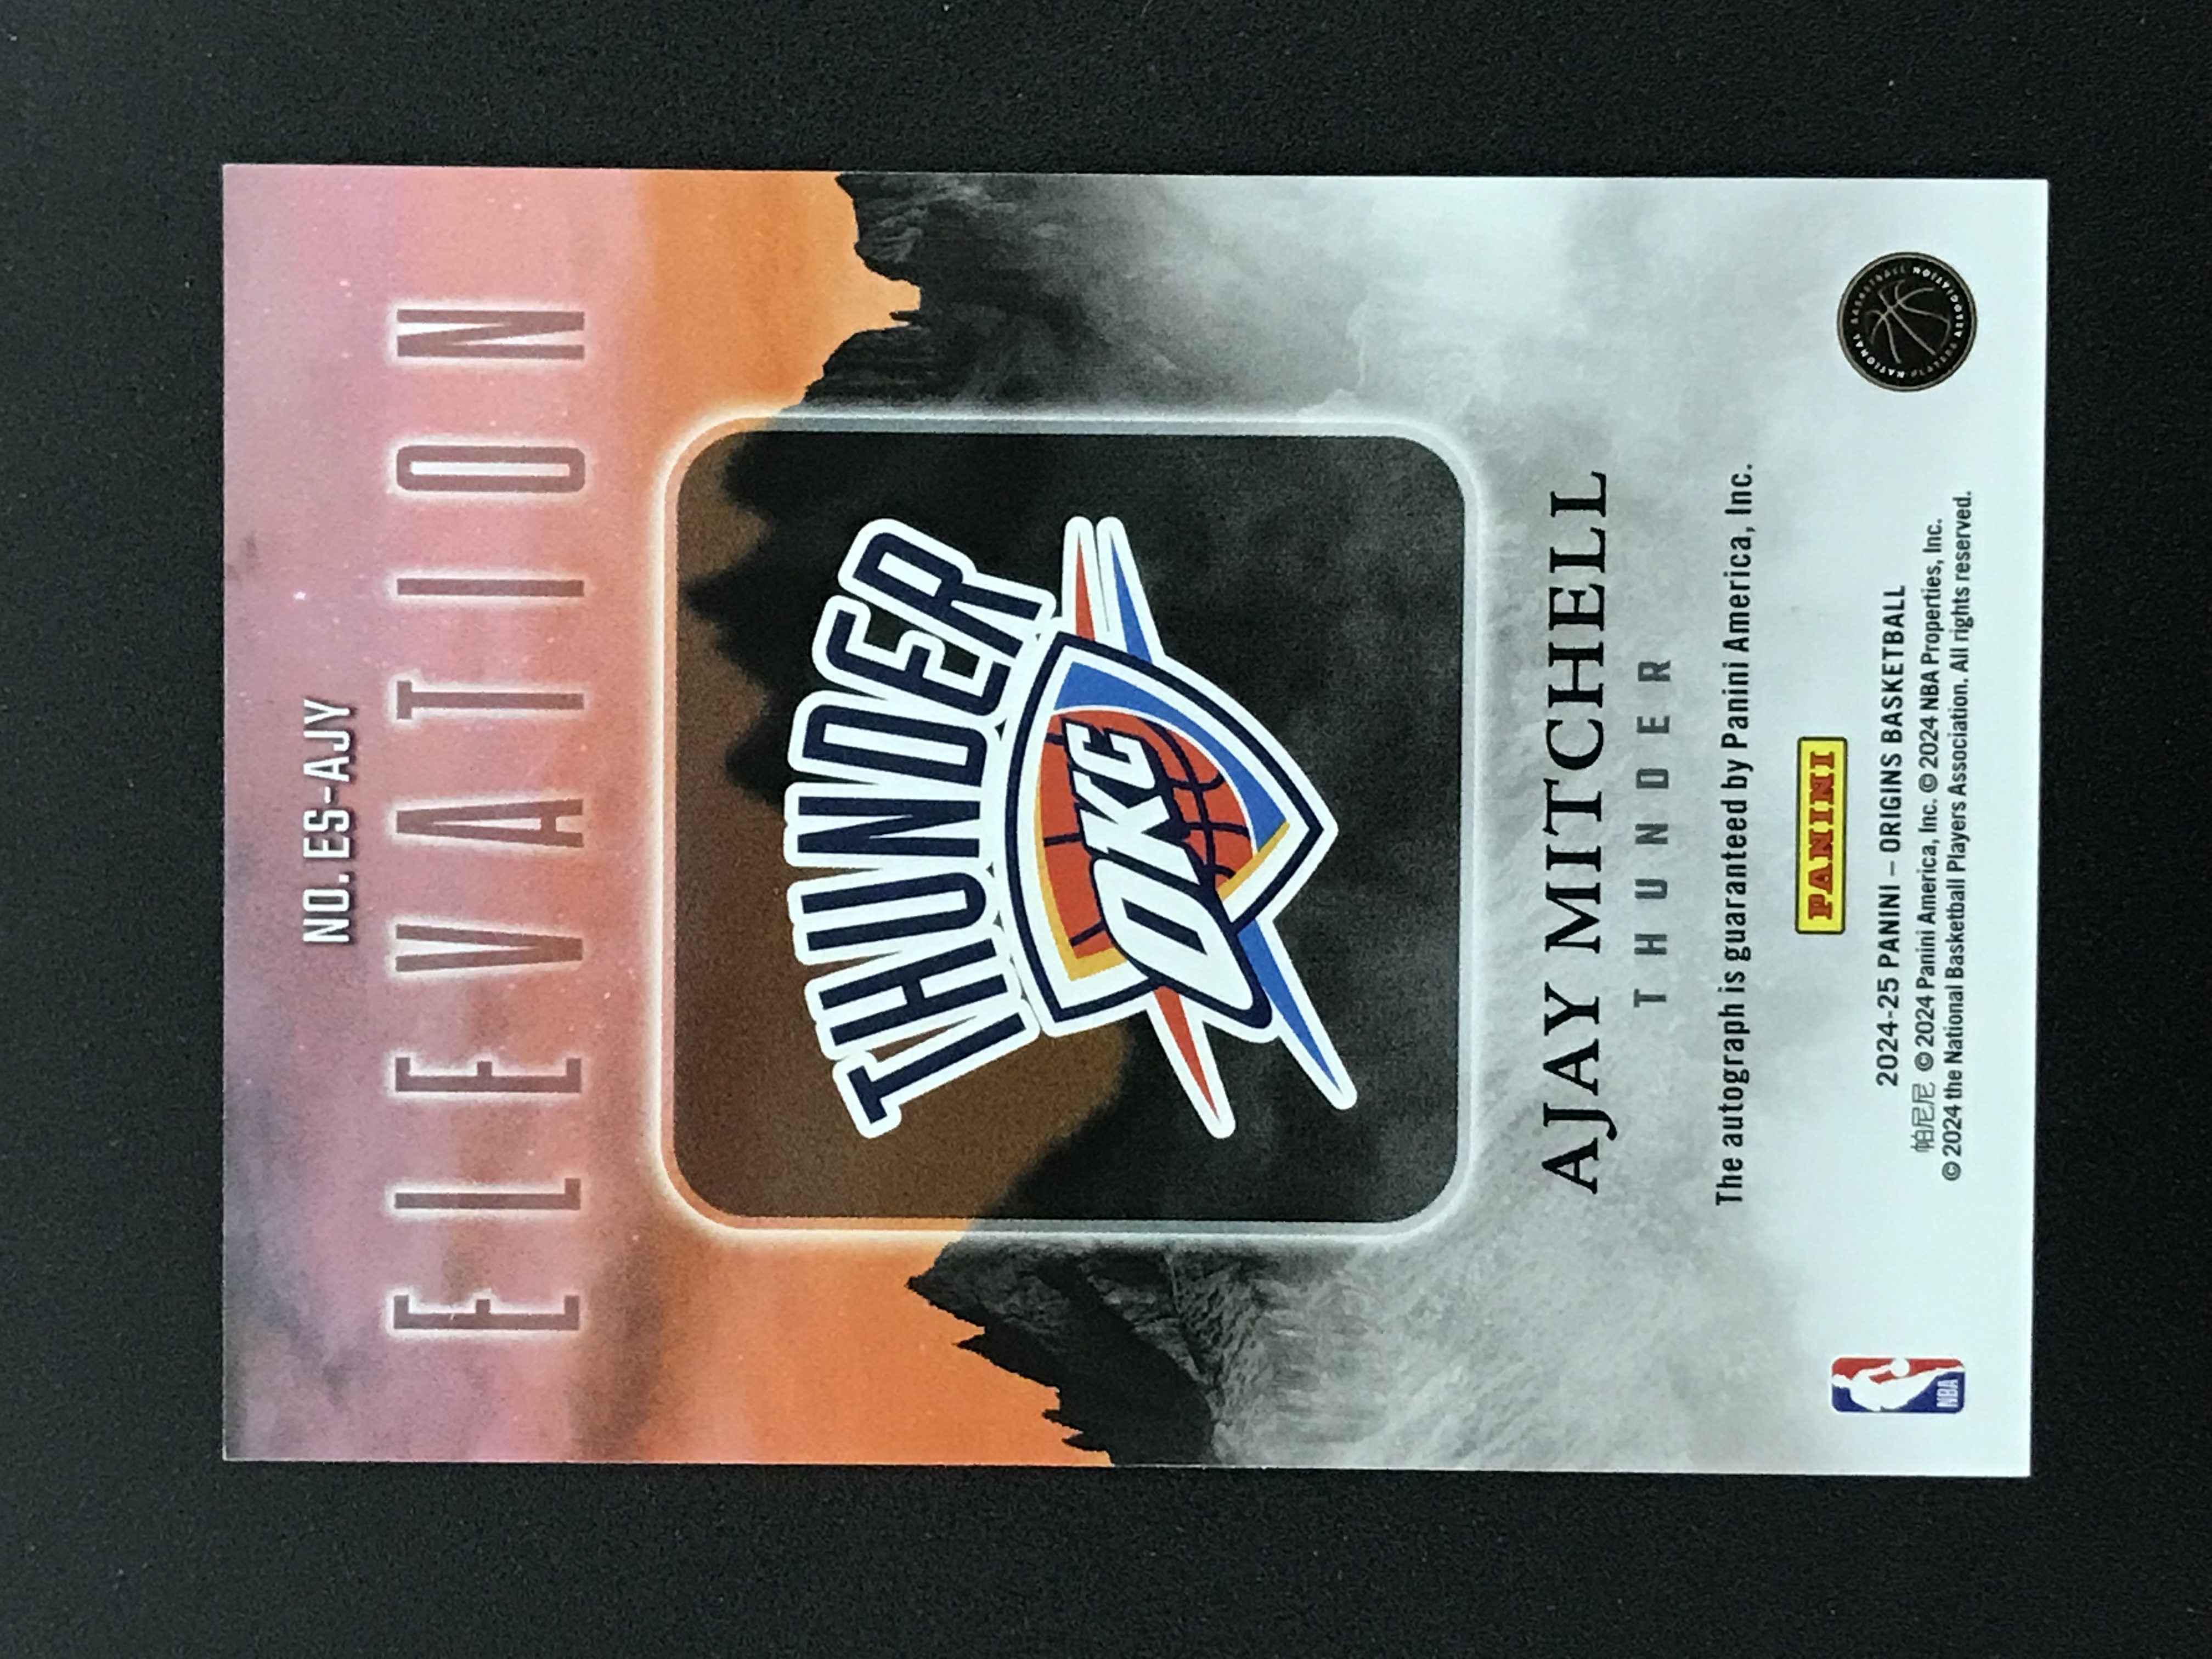 NO. ES-AJY
ELEVATION
THUNDER
OKC
AJAY MITCHELL
THUNDER
The autograph is guaranteed by Panini America, Inc.
PANINI
2024-25 PANINI – ORIGINS BASKETBALL
帕尼尼 © 2024 Panini America, Inc. © 2024 NBA Properties, Inc.
© 2024 the National Basketball Players Association. All rights reserved.
NBA
NATIONAL BASKETBALL ASSOCIATION